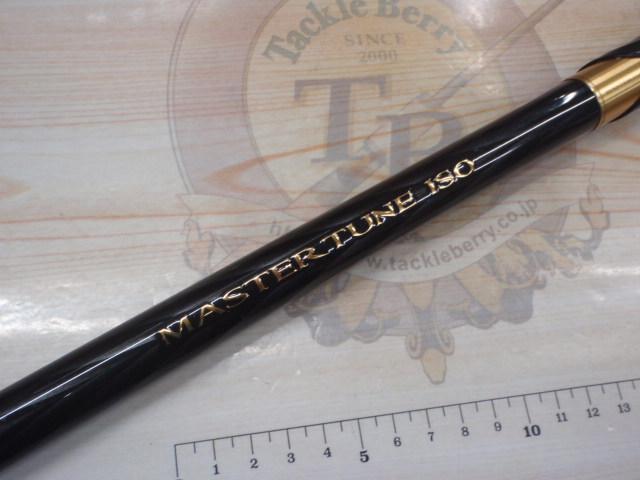 Tackle Berry
SINCE
2000
TB
www.tackleberry.co.jp
MASTERTUNE ISO
1 2 3 4 5 6 7 8 9 10 11 12 13